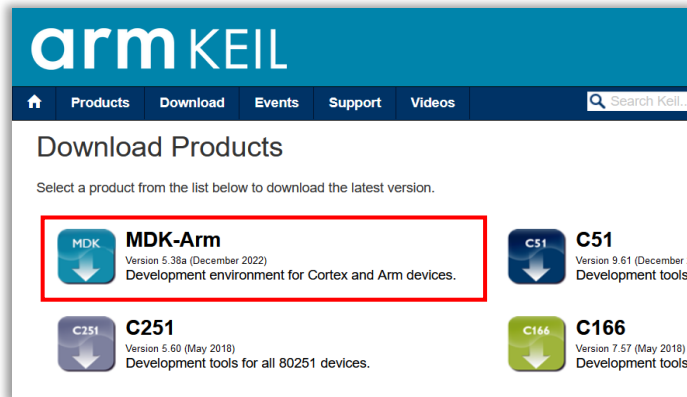 arm KEIL
Products Download Events Support Videos Search Keil...
Download Products
Select a product from the list below to download the latest version.
MDK
MDK-Arm
Version 5.38a (December 2022)
Development environment for Cortex and Arm devices.
C51
C51
Version 9.61 (December
Development tools
C251
C251
Version 5.60 (May 2018)
Development tools for all 80251 devices.
C166
C166
Version 7.57 (May 2018)
Development tools